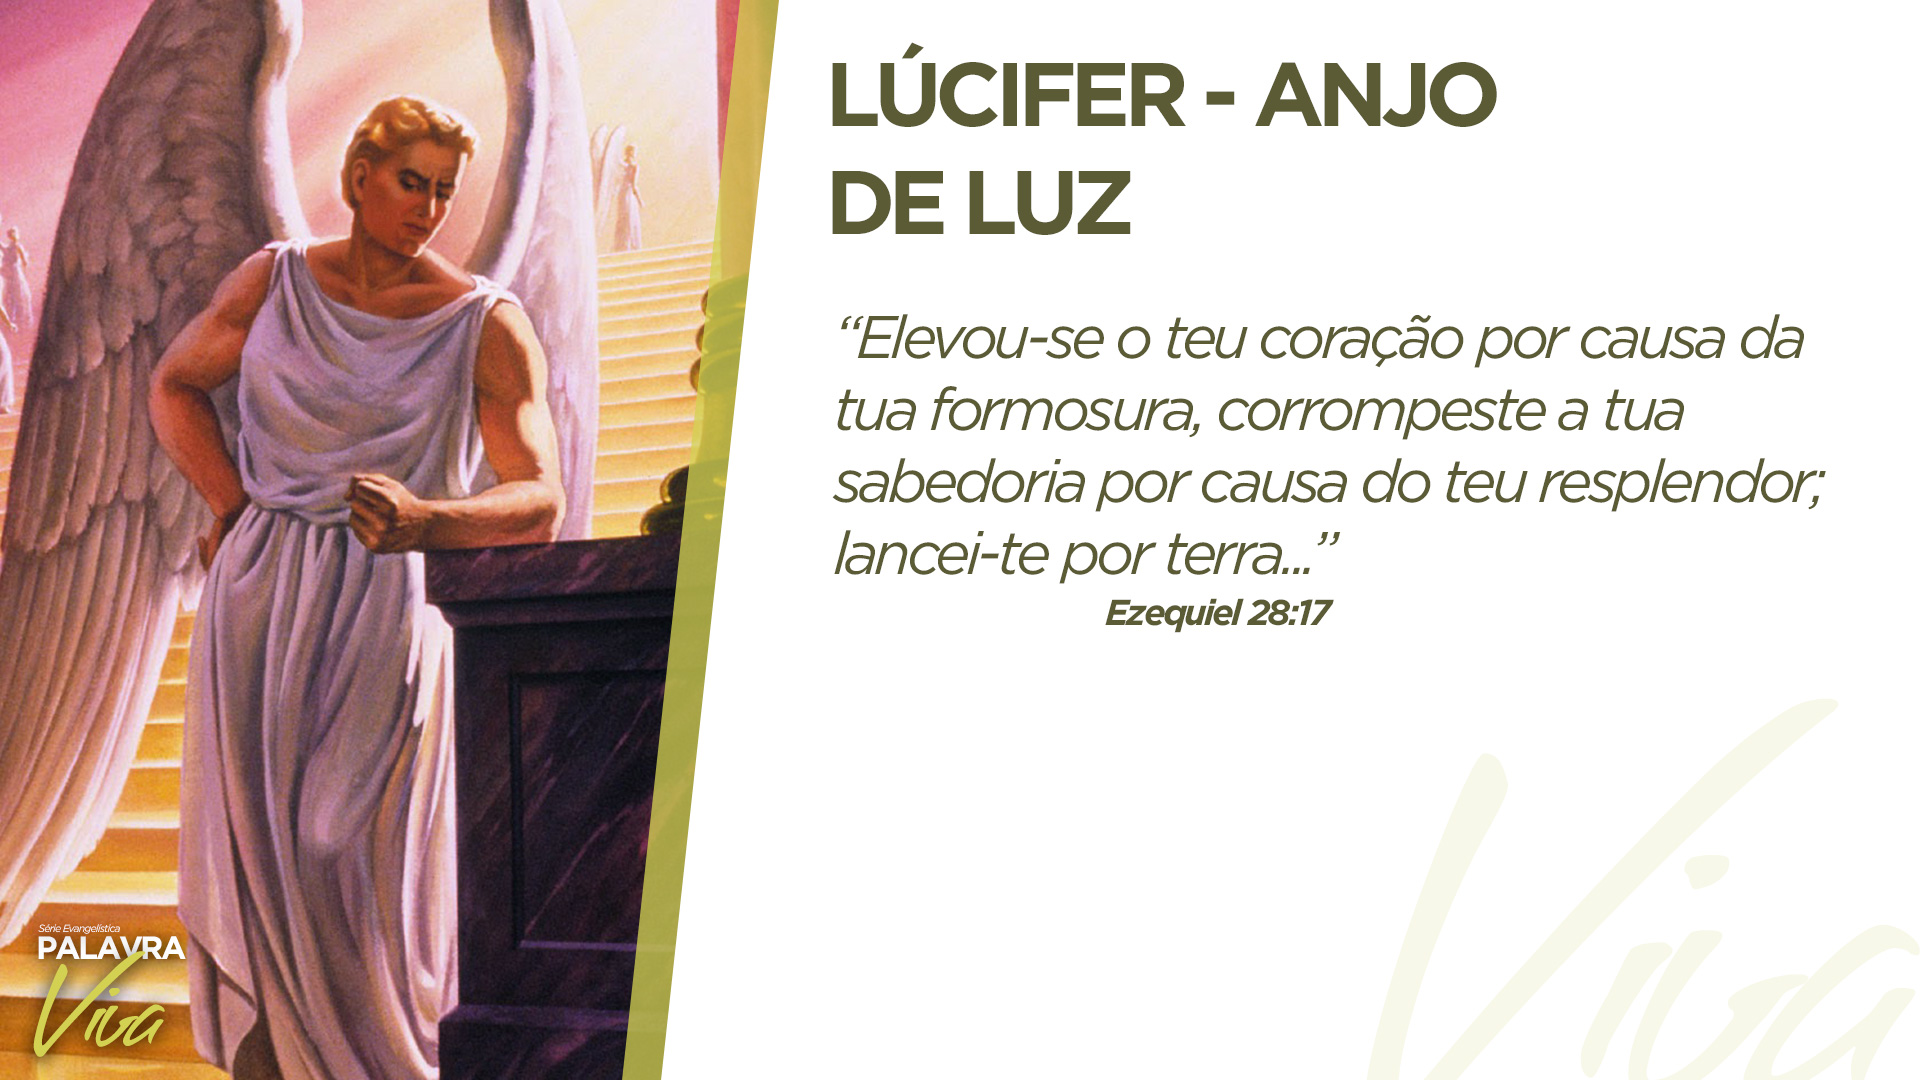 LÚCIFER - ANJO
DE LUZ
“Elevou-se o teu coração por causa da
tua formosura, corrompeste a tua
sabedoria por causa do teu resplendor;
lancei-te por terra...”
Ezequiel 28:17
Série Evangelística
PALAVRA
Viva
Viva